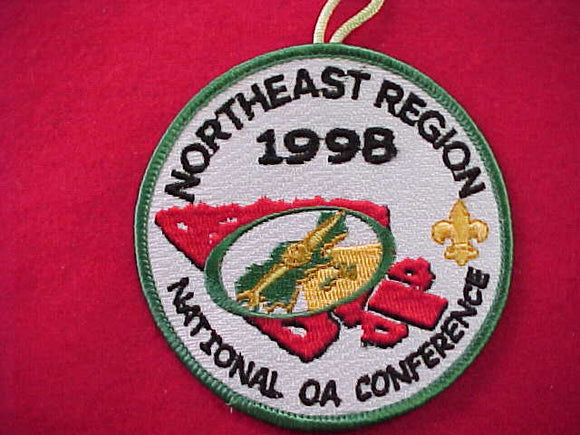 NORTHEAST REGION
1998
NATIONAL OA CONFERENCE